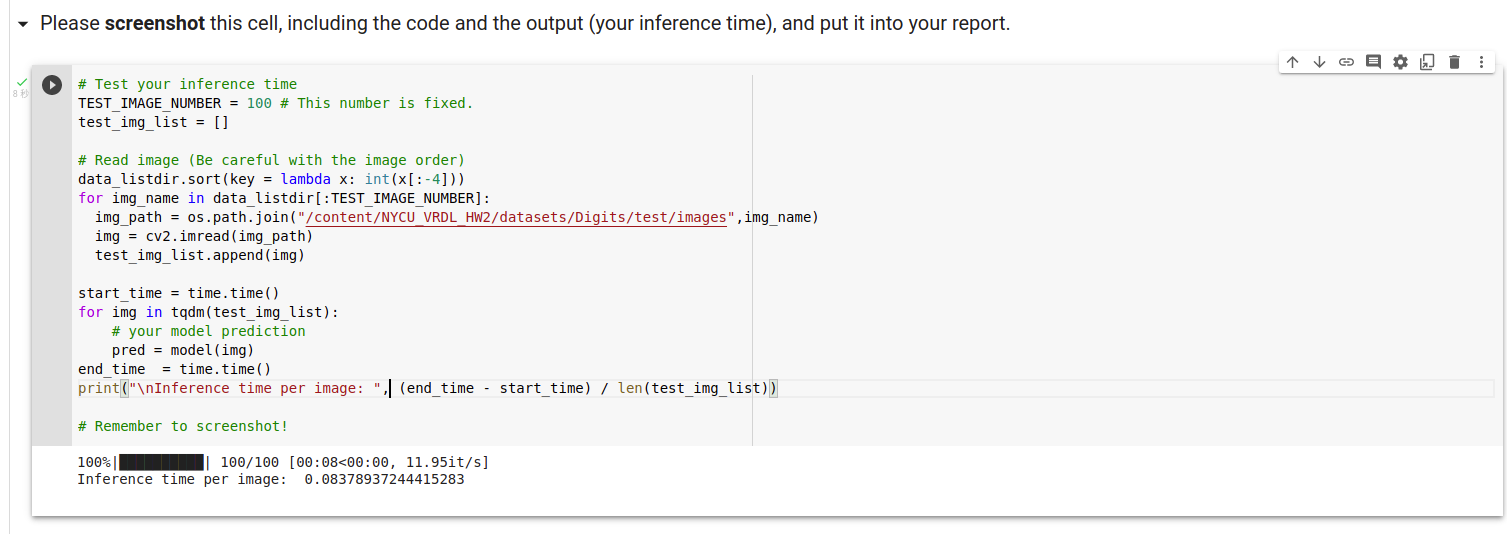 Please screenshot this cell, including the code and the output (your inference time), and put it into your report.
8 秒
# Test your inference time
TEST_IMAGE_NUMBER = 100 # This number is fixed.
test_img_list = []
# Read image (Be careful with the image order)
data_listdir.sort(key = lambda x: int(x[:-4]))
for img_name in data_listdir[:TEST_IMAGE_NUMBER]:
  img_path = os.path.join("/content/NYCU_VRDL_HW2/datasets/Digits/test/images",img_name)
  img = cv2.imread(img_path)
  test_img_list.append(img)
start_time = time.time()
for img in tqdm(test_img_list):
    # your model prediction
    pred = model(img)
end_time  = time.time()
print("\nInference time per image: ", (end_time - start_time) / len(test_img_list))
# Remember to screenshot!
100%|██████████| 100/100 [00:08<00:00, 11.95it/s]
Inference time per image:  0.08378937244415283